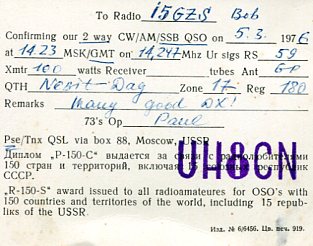 To Radio I5GZS Bob
Confirming our 2 way CW/AM/SSB QSO on 5.3. 1976
at 14.23 MSK/GMT on 14,247 Mhz Ur sigs RS 59
Xmtr 100 watts Receiver tubes Ant GP
QTH Nebit-Dag Zone 17 Reg 180
Remarks Many good DX!
73's Op Paul
Pse/Tnx QSL via box 88, Moscow, USSR
Диплом „Р-150-С" выдается за связи с радиолюбителями
150 стран и территорий, включая 15 союзных республик
СССР.
UH8CN
„R-150-S" award issued to all radioamateurs for OSO's with
150 countries and territories of the world, including 15 repub-
liks of the USSR.
Изд. № 6/6456. Цв. печ. 919.